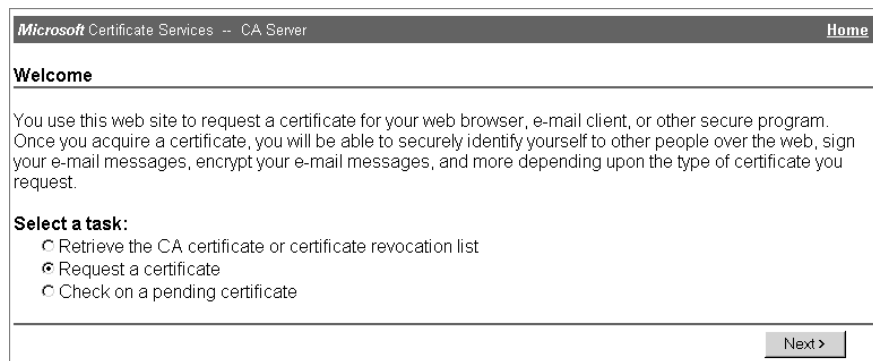 Microsoft Certificate Services -- CA Server Home
Welcome
You use this web site to request a certificate for your web browser, e-mail client, or other secure program.
Once you acquire a certificate, you will be able to securely identify yourself to other people over the web, sign
your e-mail messages, encrypt your e-mail messages, and more depending upon the type of certificate you
request.
Select a task:
Retrieve the CA certificate or certificate revocation list
Request a certificate
Check on a pending certificate
Next >